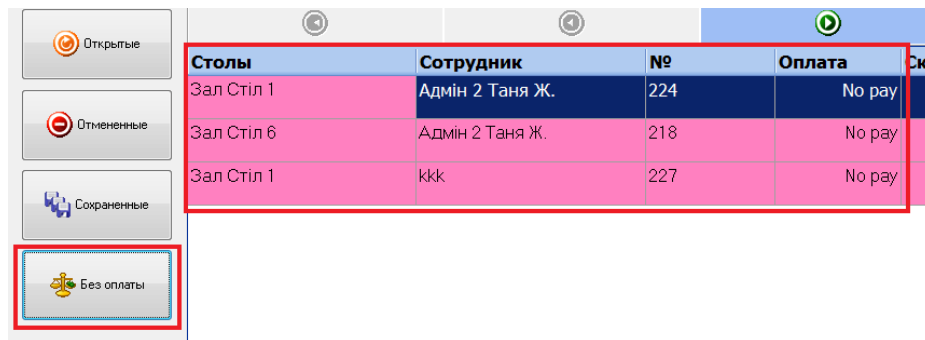 Открытые
Отмененные
Сохраненные
Без оплаты
Столы Сотрудник № Оплата Ск
Зал Стіл 1 Адмін 2 Таня Ж. 224 No pay
Зал Стіл 6 Адмін 2 Таня Ж. 218 No pay
Зал Стіл 1 kkk 227 No pay